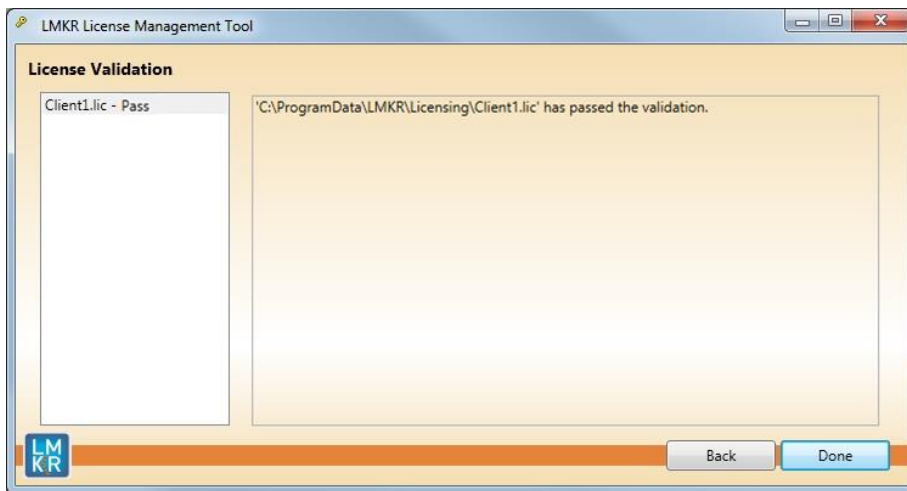 LMKR License Management Tool
License Validation
Client1.lic - Pass
'C:\ProgramData\LMKR\Licensing\Client1.lic' has passed the validation.
LM
KR
Back
Done